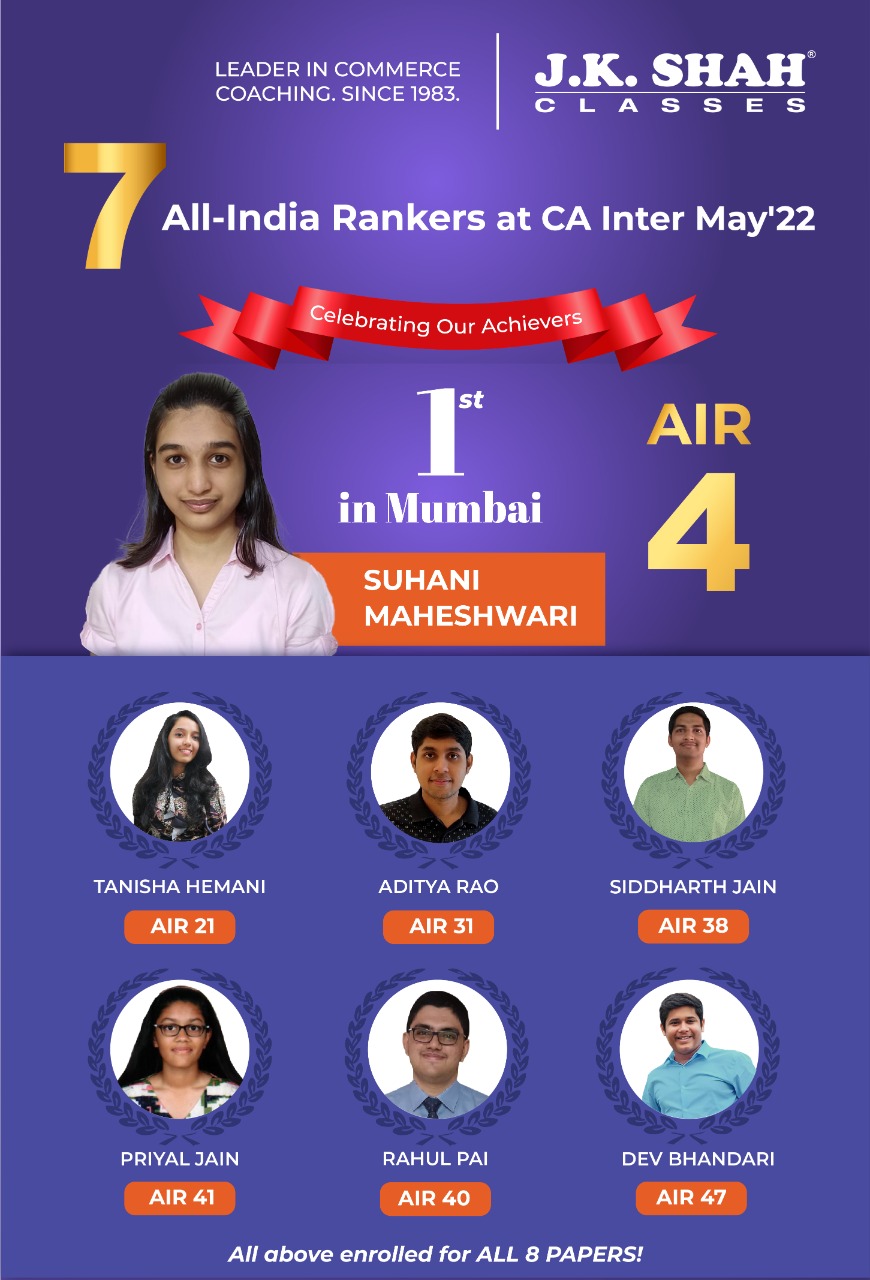 LEADER IN COMMERCE
COACHING. SINCE 1983.
J.K. SHAH®
CLASSES
7 All-India Rankers at CA Inter May'22
Celebrating Our Achievers
1st
in Mumbai
AIR
4
SUHANI
MAHESHWARI
TANISHA HEMANI
AIR 21
ADITYA RAO
AIR 31
SIDDHARTH JAIN
AIR 38
PRIYAL JAIN
AIR 41
RAHUL PAI
AIR 40
DEV BHANDARI
AIR 47
All above enrolled for ALL 8 PAPERS!